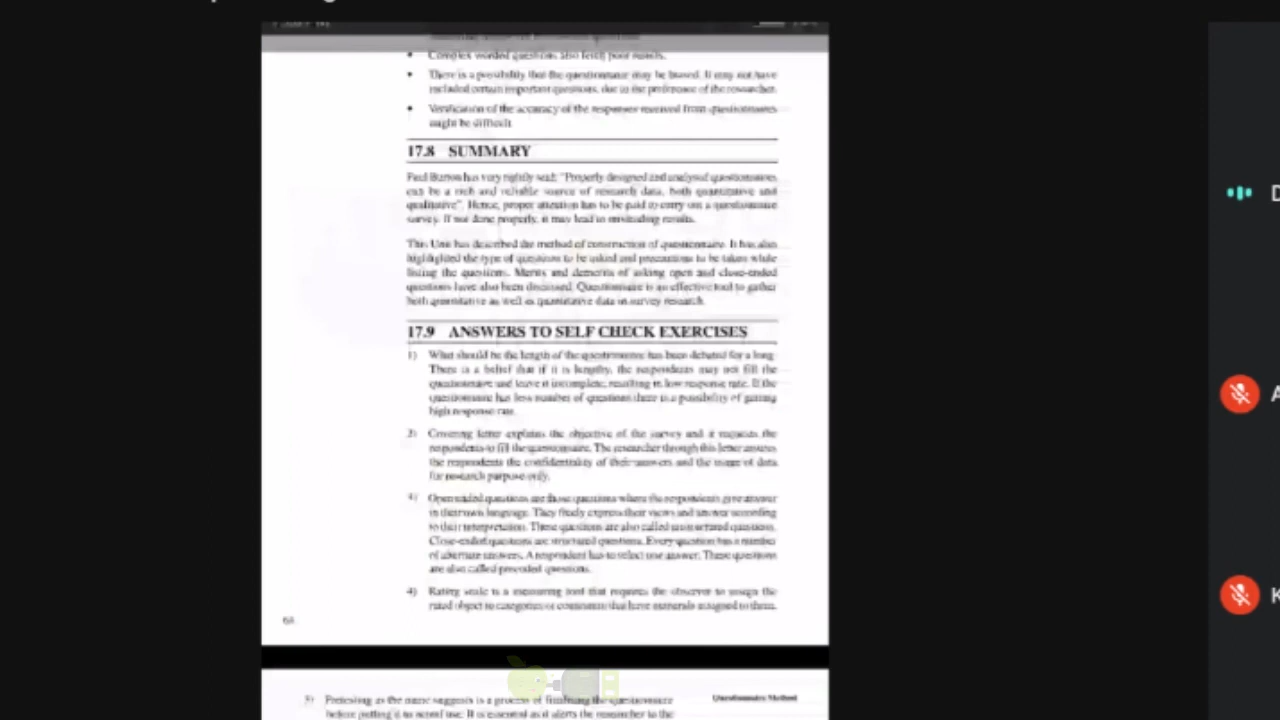 • Complex worded questions also fetch poor results.
• There is a possibility that the questionnaire may be biased. It may not have
included certain important questions, due to the preference of the researcher.
• Verification of the accuracy of the responses received from questionnaires
might be difficult.
17.8 SUMMARY
Paul Burton has very rightly said: "Properly designed and analysed questionnaires
can be a rich and reliable source of research data, both quantitative and
qualitative". Hence, proper attention has to be paid to carry out a questionnaire
survey. If not done properly, it may lead to misleading results.
This Unit has described the method of construction of questionnaire. It has also
highlighted the type of questions to be asked and precautions to be taken while
listing the questions. Merits and demerits of asking open and close-ended
questions have also been discussed. Questionnaire is an effective tool to gather
both quantitative as well as quantitative data in survey research.
17.9 ANSWERS TO SELF CHECK EXERCISES
1) What should be the length of the questionnaire has been debated for a long.
There is a belief that if it is lengthy, the respondents may not fill the
questionnaire and leave it incomplete, resulting in low response rate. If the
questionnaire has less number of questions there is a possibility of getting
high response rate.
2) Covering letter explains the objective of the survey and it requests the
respondents to fill the questionnaire. The researcher through this letter assures
the respondents the confidentiality of their answers and the usage of data
for research purpose only.
3) Open ended questions are those questions where the respondents give answer
in their own language. They freely express their views and answer according
to their interpretation. These questions are also called unstructured questions.
Close-ended questions are structured questions. Every question has a number
of alternate answers. A respondent has to select one answer. These questions
are also called precoded questions.
4) Rating scale is a measuring tool that requires the observer to assign the
rated object to categories or continuum that have numerals assigned to them.
D
A
K
5) Pretesting as the name suggests is a process of finalising the questionnaire
Questionnaire Method
before putting it to actual use. It is essential as it alerts the researcher to the